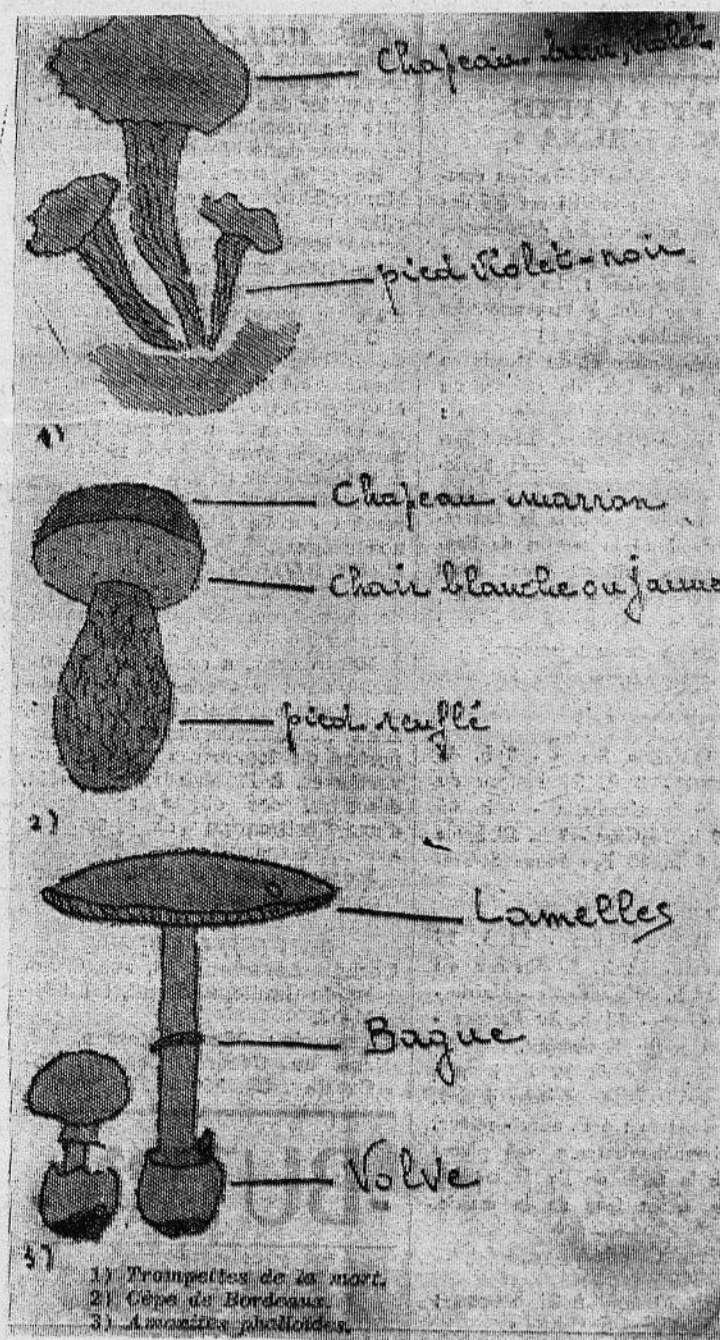 Chapeau brun, violet.
pied violet-noir
1)
Chapeau marron
chair blanche ou jaune
pied renflé
2)
Lamelles
Bague
Volve
3)
1) Trompettes de la mort.
2) Cèpe de Bordeaux.
3) Amanites phalloïdes.